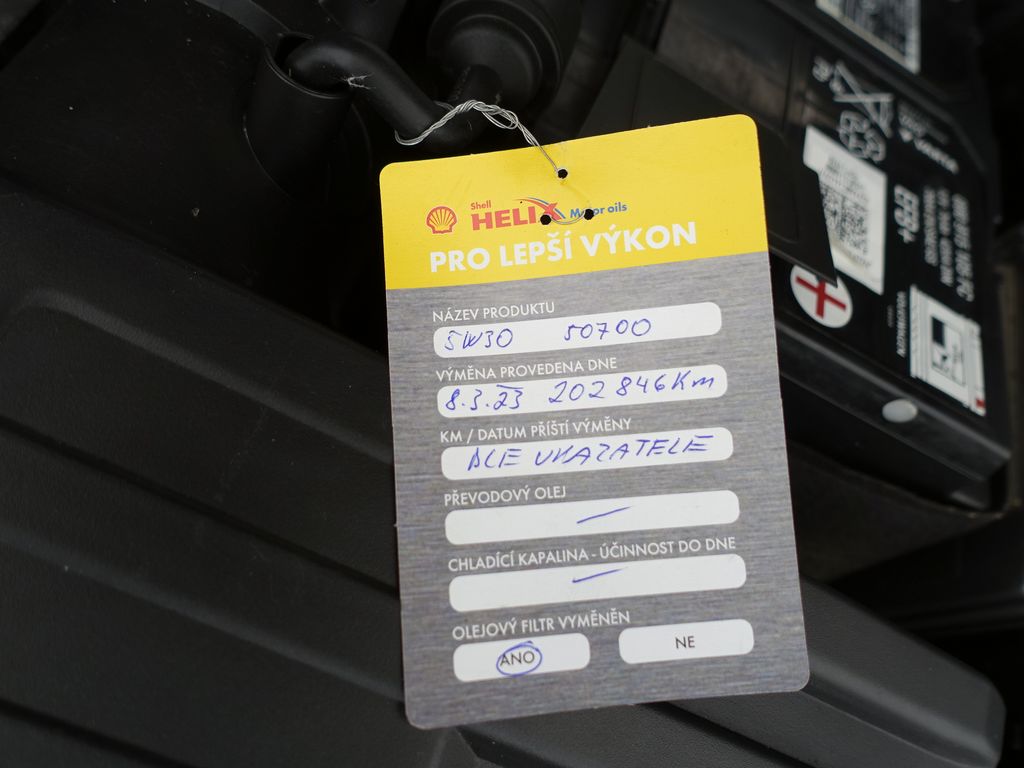 Shell
HELIX Motor oils
PRO LEPŠÍ VÝKON
NÁZEV PRODUKTU
5W30 50700
VÝMĚNA PROVEDENA DNE
8.3.23 202846Km
KM / DATUM PŘÍŠTÍ VÝMĚNY
DLE UKAZATELE
PŘEVODOVÝ OLEJ
CHLADÍCÍ KAPALINA - ÚČINNOST DO DNE
OLEJOVÝ FILTR VYMĚNĚN
ANO NE
EFB+